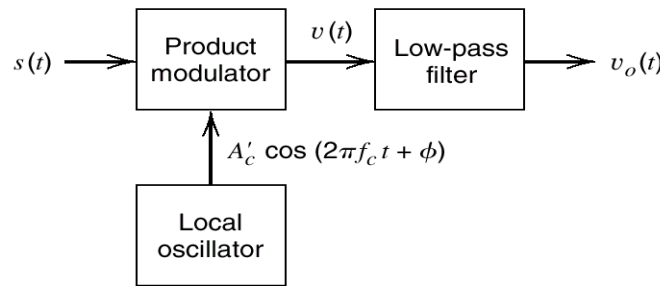 s(t)
Product
modulator
v(t)
Low-pass
filter
v_o(t)
A'_c cos (2πf_c t + ϕ)
Local
oscillator